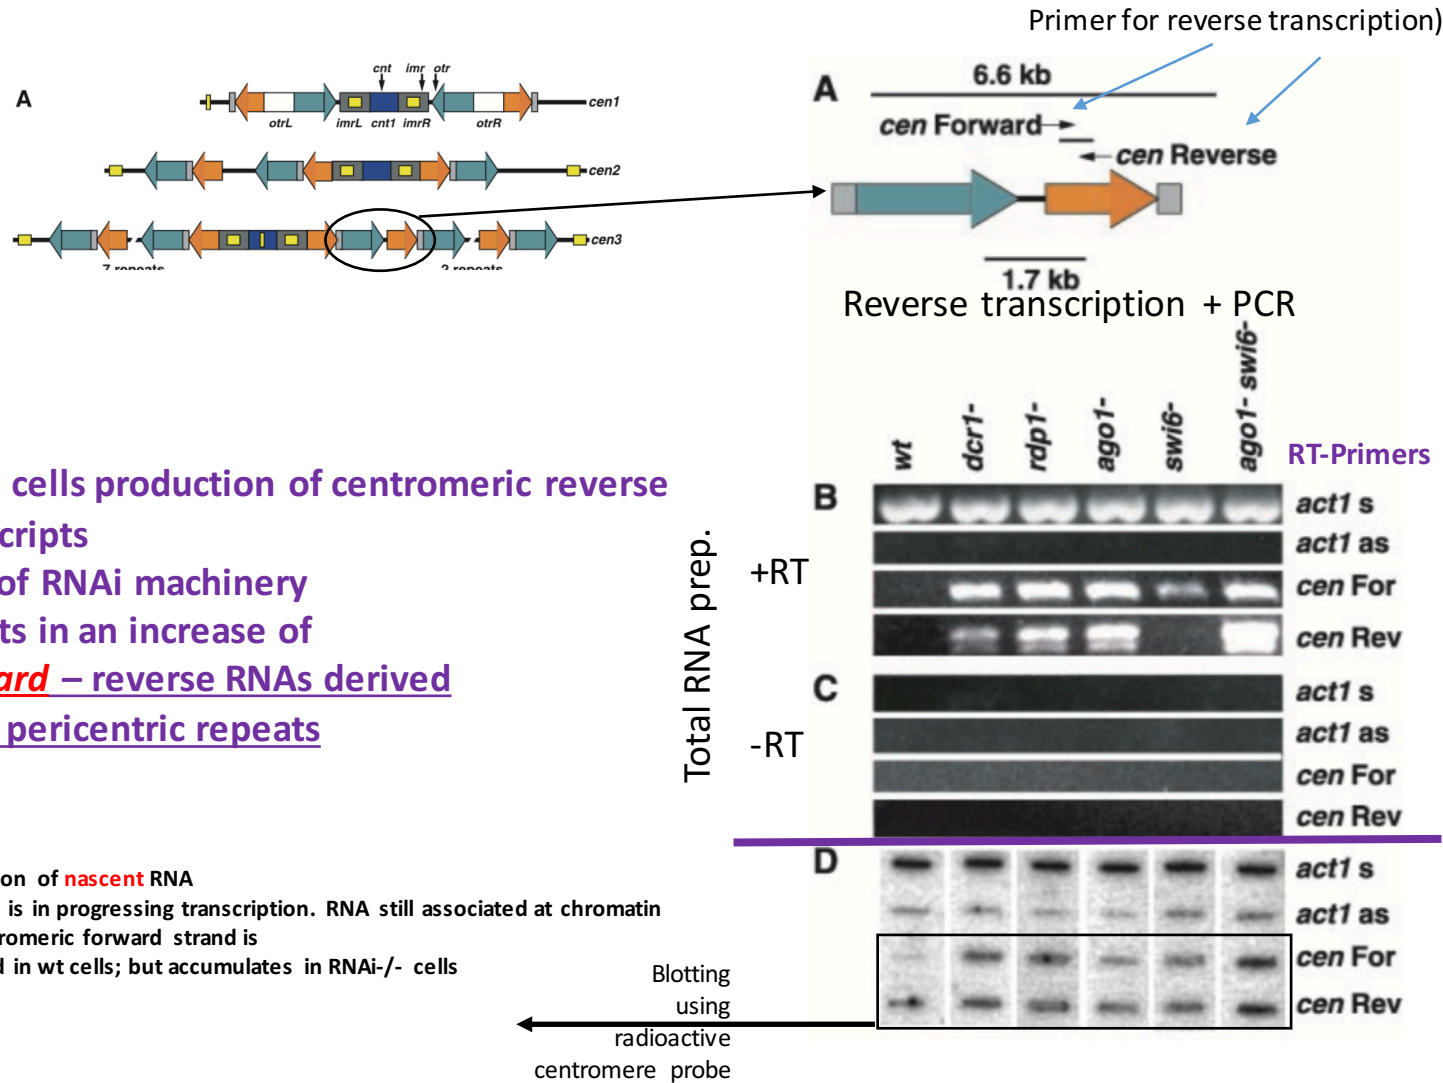 Primer for reverse transcription)
A
cnt imr otr
cen1
otrL imrL cnt1 imrR otrR
cen2
cen3
7 repeats 2 repeats
A
6.6 kb
cen Forward
cen Reverse
1.7 kb
Reverse transcription + PCR
wt dcr1- rdp1- ago1- swi6- ago1- swi6-
RT-Primers
cells production of centromeric reverse
cripts
of RNAi machinery
ts in an increase of
ard – reverse RNAs derived
pericentric repeats
Total RNA prep.
+RT
B
act1 s
act1 as
cen For
cen Rev
-RT
C
act1 s
act1 as
cen For
cen Rev
D
act1 s
act1 as
cen For
cen Rev
on of nascent RNA
is in progressing transcription. RNA still associated at chromatin
romeric forward strand is
d in wt cells; but accumulates in RNAi-/- cells
Blotting
using
radioactive
centromere probe